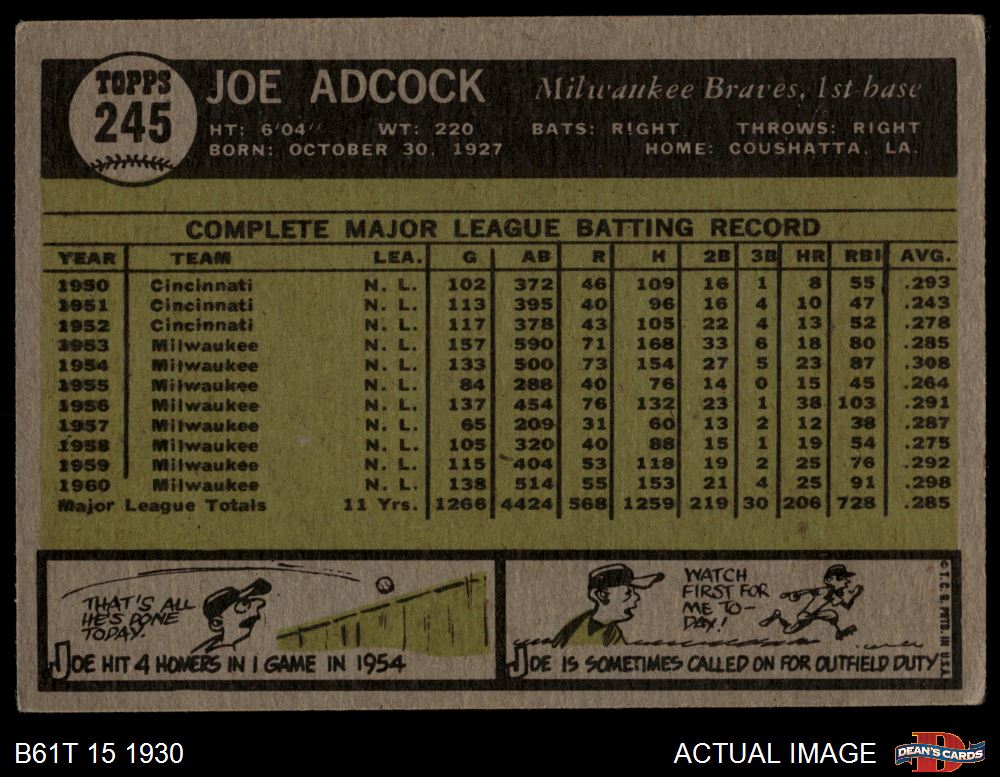 TOPPS
245
JOE ADCOCK
Milwaukee Braves, 1st-base
HT: 6'04" WT: 220 BATS: RIGHT THROWS: RIGHT
BORN: OCTOBER 30, 1927 HOME: COUSHATTA, LA.
COMPLETE MAJOR LEAGUE BATTING RECORD
YEAR TEAM LEA. G AB R H 2B 3B HR RBI AVG.
1950 Cincinnati N. L. 102 372 46 109 16 1 8 55 .293
1951 Cincinnati N. L. 113 395 40 96 16 4 10 47 .243
1952 Cincinnati N. L. 117 378 43 105 22 4 13 52 .278
1953 Milwaukee N. L. 157 590 71 168 33 6 18 80 .285
1954 Milwaukee N. L. 133 500 73 154 27 5 23 87 .308
1955 Milwaukee N. L. 84 288 40 76 14 0 15 45 .264
1956 Milwaukee N. L. 137 454 76 132 23 1 38 103 .291
1957 Milwaukee N. L. 65 209 31 60 13 2 12 38 .287
1958 Milwaukee N. L. 105 320 40 88 15 1 19 54 .275
1959 Milwaukee N. L. 115 404 53 118 19 2 25 76 .292
1960 Milwaukee N. L. 138 514 55 153 21 4 25 91 .298
Major League Totals 11 Yrs. 1266 4424 568 1259 219 30 206 728 .285
THAT'S ALL
HE'S DONE
TODAY.
JOE HIT 4 HOMERS IN 1 GAME IN 1954
WATCH
FIRST FOR
ME TO-
DAY!
JOE IS SOMETIMES CALLED ON FOR OUTFIELD DUTY
© T. C. G. PRTD. IN U.S.A.
B61T 15 1930
ACTUAL IMAGE
DEAN'S CARDS